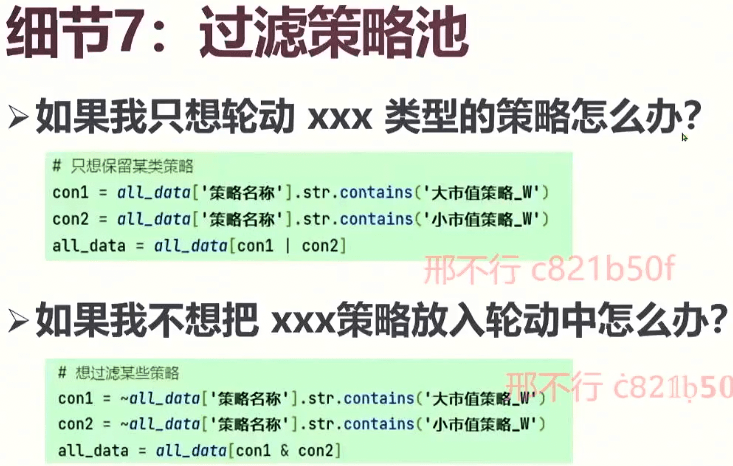 细节7：过滤策略池
➢如果我只想轮动 xxx 类型的策略怎么办?
# 只想保留某类策略
con1 = all_data['策略名称'].str.contains('大市值策略_W')
con2 = all_data['策略名称'].str.contains('小市值策略_W')
all_data = all_data[con1 | con2]
邢不行 c821b50f
➢如果我不想把 xxx策略放入轮动中怎么办?
# 想过滤某些策略
邢不行 c821b50
con1 = ~all_data['策略名称'].str.contains('大市值策略_W')
con2 = ~all_data['策略名称'].str.contains('小市值策略_W')
all_data = all_data[con1 & con2]